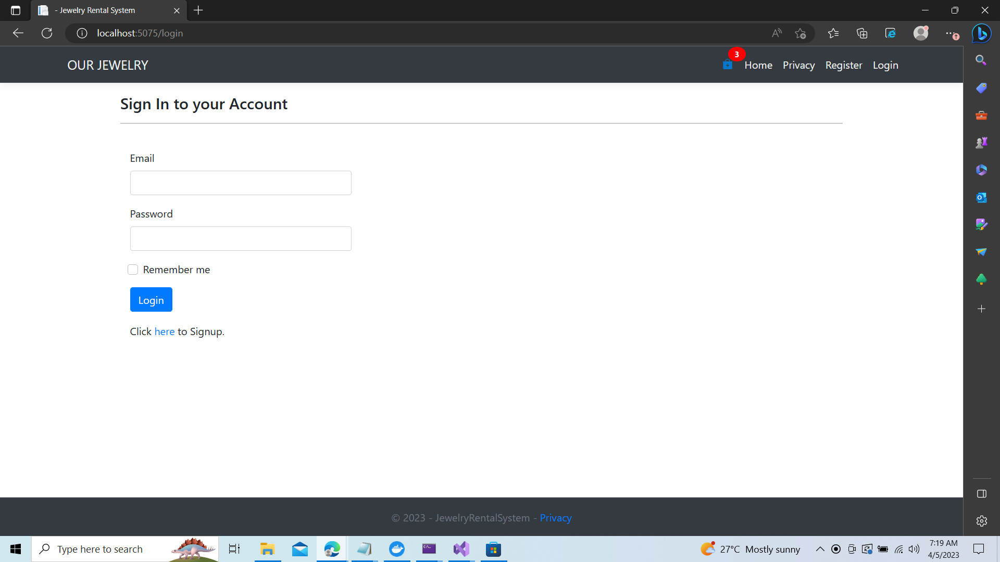 - Jewelry Rental System
localhost:5075/login
OUR JEWELRY
3
Home Privacy Register Login
Sign In to your Account
Email
Password
Remember me
Login
Click here to Signup.
© 2023 - JewelryRentalSystem - Privacy
Type here to search
27°C Mostly sunny
7:19 AM
4/5/2023